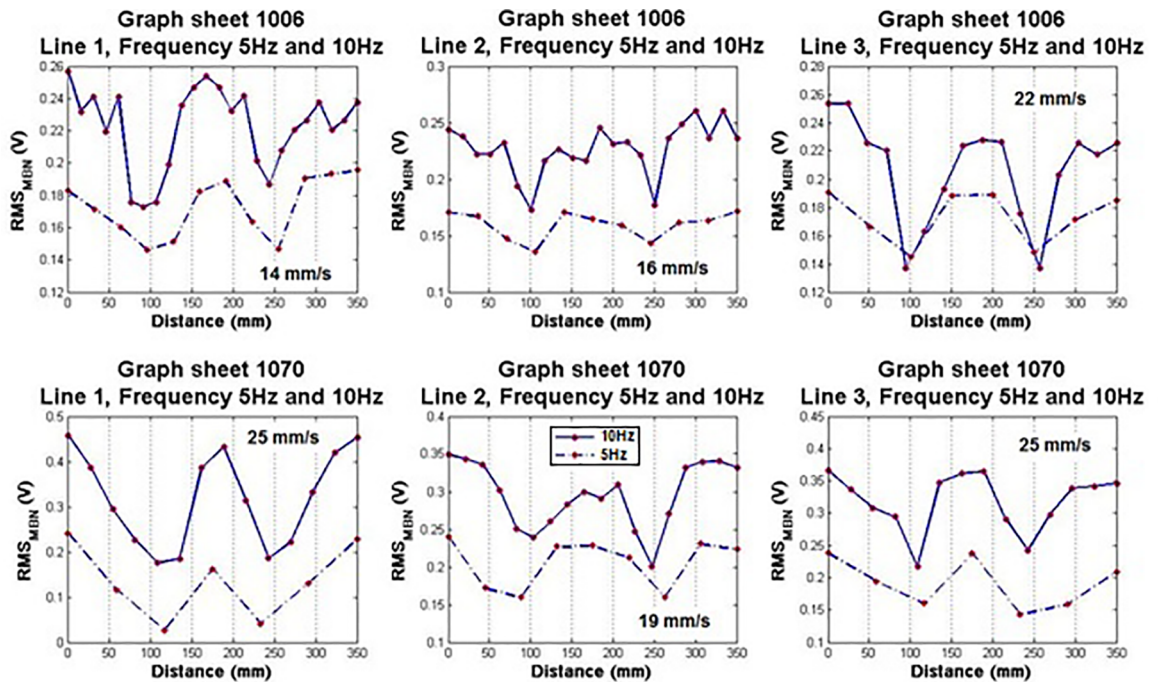 Graph sheet 1006
Line 1, Frequency 5Hz and 10Hz
0.26
0.24
0.22
0.2
0.18
0.16
0.14
0.12
RMS_MBN (V)
14 mm/s
0 50 100 150 200 250 300 350
Distance (mm)
Graph sheet 1006
Line 2, Frequency 5Hz and 10Hz
0.3
0.25
0.2
0.15
0.1
RMS_MBN (V)
16 mm/s
0 50 100 150 200 250 300 350
Distance (mm)
Graph sheet 1006
Line 3, Frequency 5Hz and 10Hz
0.28
0.26
0.24
0.22
0.2
0.18
0.16
0.14
0.12
RMS_MBN (V)
22 mm/s
0 50 100 150 200 250 300 350
Distance (mm)
Graph sheet 1070
Line 1, Frequency 5Hz and 10Hz
0.5
0.4
0.3
0.2
0.1
0
RMS_MBN (V)
25 mm/s
0 50 100 150 200 250 300 350
Distance (mm)
Graph sheet 1070
Line 2, Frequency 5Hz and 10Hz
0.4
0.35
0.3
0.25
0.2
0.15
0.1
RMS_MBN (V)
10Hz
5Hz
19 mm/s
0 50 100 150 200 250 300 350
Distance (mm)
Graph sheet 1070
Line 3, Frequency 5Hz and 10Hz
0.45
0.4
0.35
0.3
0.25
0.2
0.15
0.1
RMS_MBN (V)
25 mm/s
0 50 100 150 200 250 300 350
Distance (mm)